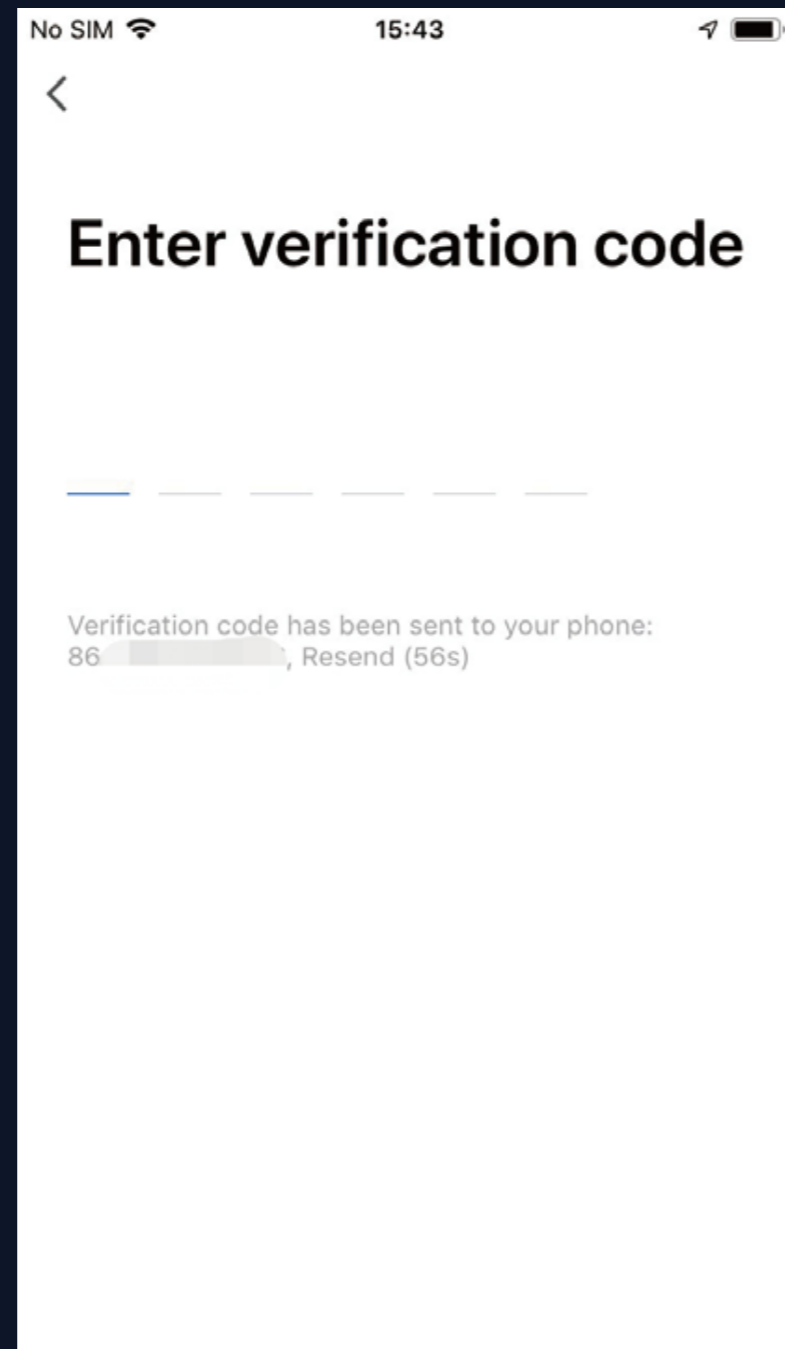 No SIM
15:43
Enter verification code
Verification code has been sent to your phone:
86 , Resend (56s)